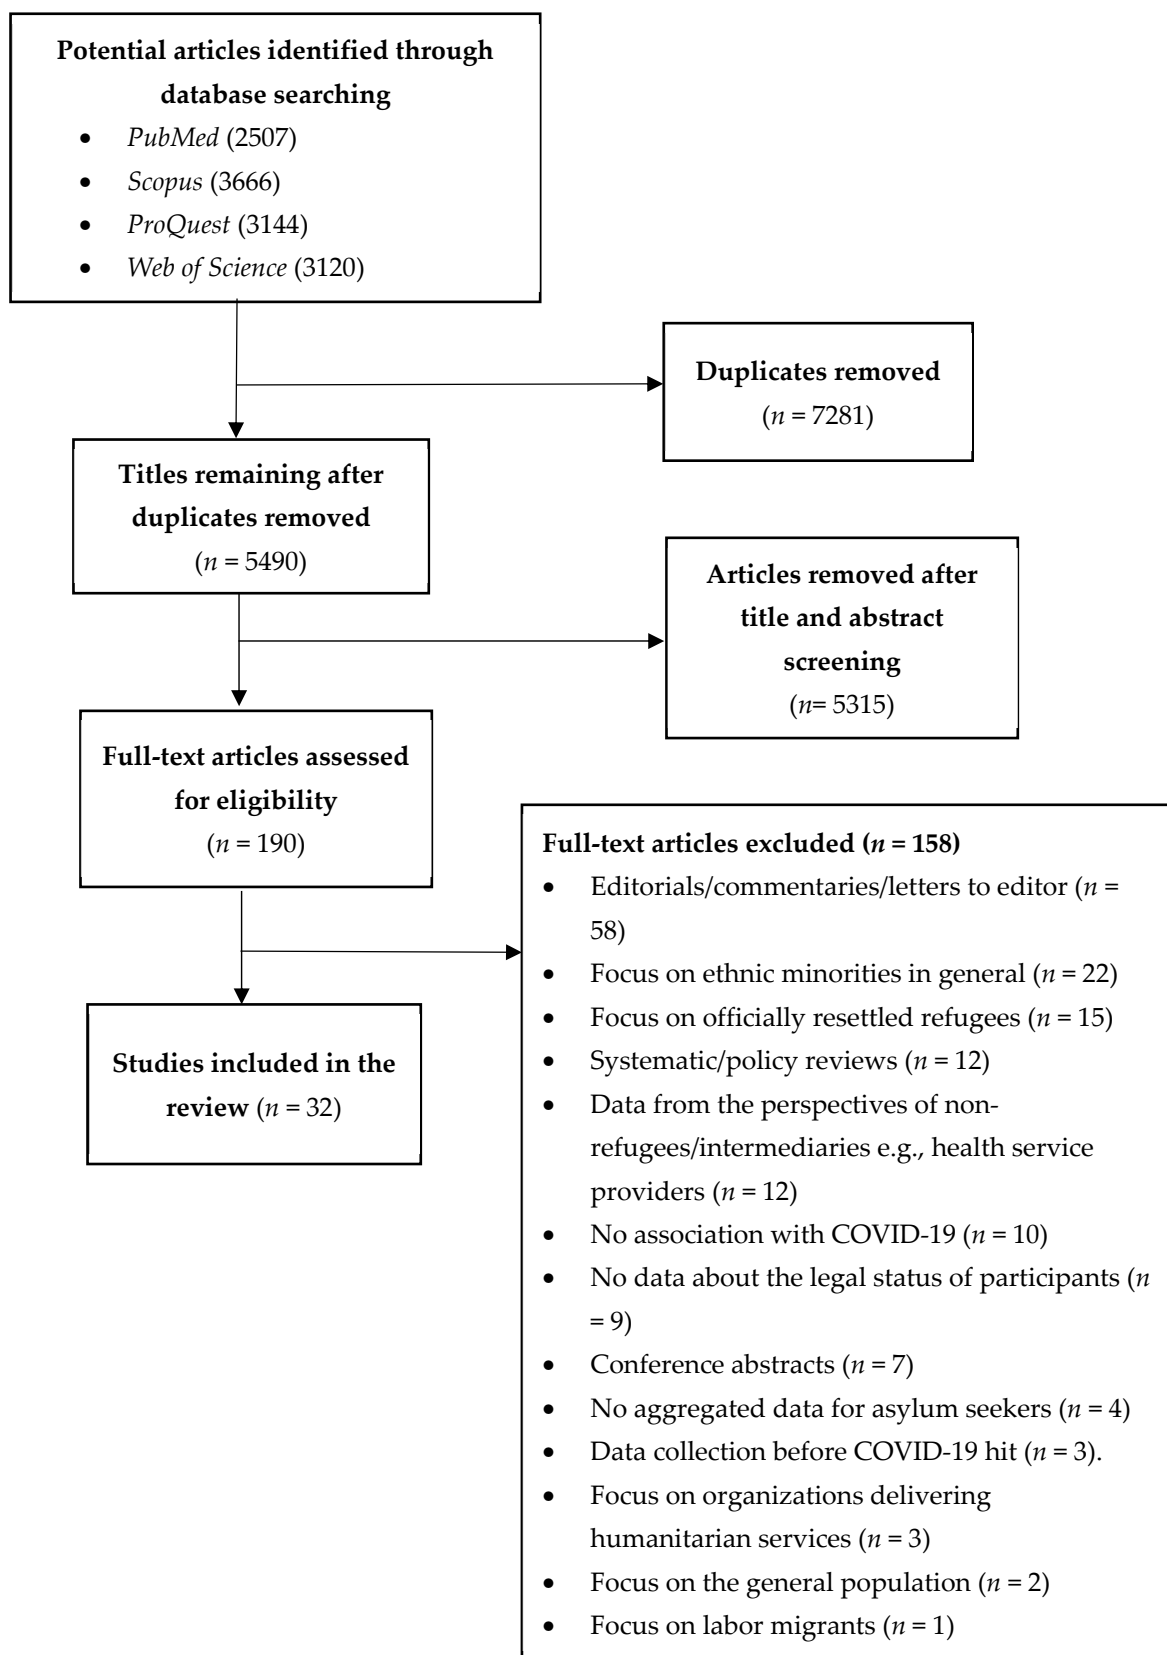 Potential articles identified through
database searching
• PubMed (2507)
• Scopus (3666)
• ProQuest (3144)
• Web of Science (3120)
Duplicates removed
(n = 7281)
Titles remaining after
duplicates removed
(n = 5490)
Articles removed after
title and abstract
screening
(n= 5315)
Full-text articles assessed
for eligibility
(n = 190)
Full-text articles excluded (n = 158)
• Editorials/commentaries/letters to editor (n =
58)
• Focus on ethnic minorities in general (n = 22)
• Focus on officially resettled refugees (n = 15)
• Systematic/policy reviews (n = 12)
• Data from the perspectives of non-
refugees/intermediaries e.g., health service
providers (n = 12)
• No association with COVID-19 (n = 10)
• No data about the legal status of participants (n
= 9)
• Conference abstracts (n = 7)
• No aggregated data for asylum seekers (n = 4)
• Data collection before COVID-19 hit (n = 3).
• Focus on organizations delivering
humanitarian services (n = 3)
• Focus on the general population (n = 2)
• Focus on labor migrants (n = 1)
Studies included in the
review (n = 32)